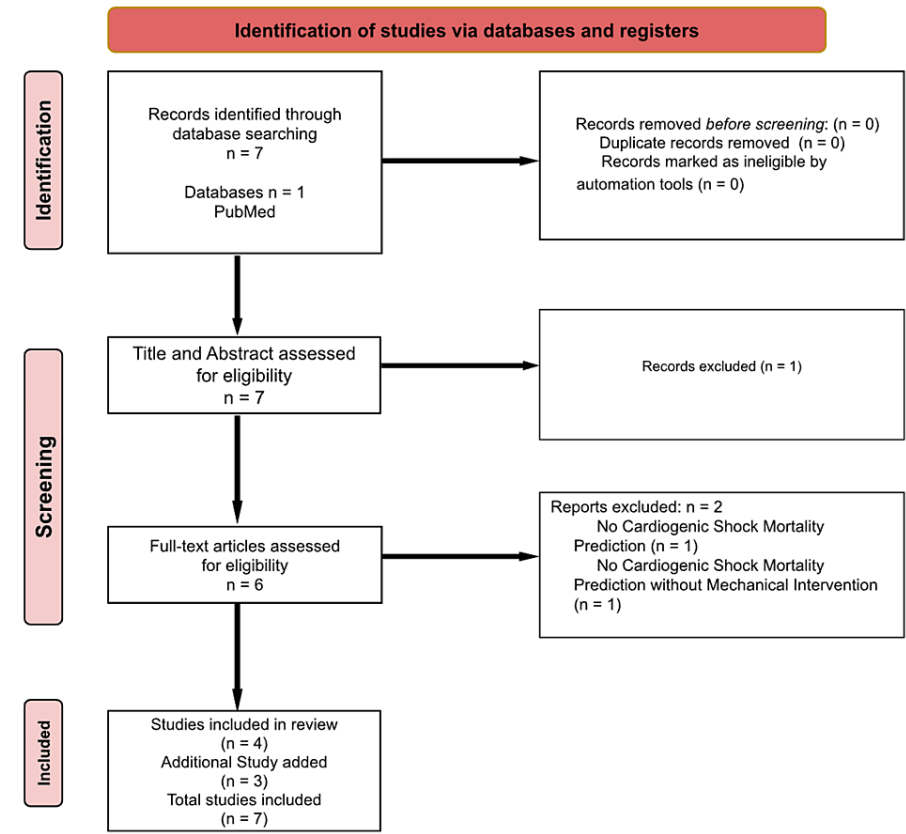 Identification of studies via databases and registers
Identification
Records identified through
database searching
n = 7
Databases n = 1
PubMed
Records removed before screening: (n = 0)
Duplicate records removed (n = 0)
Records marked as ineligible by
automation tools (n = 0)
Screening
Title and Abstract assessed
for eligibility
n = 7
Records excluded (n = 1)
Full-text articles assessed
for eligibility
n = 6
Reports excluded: n = 2
No Cardiogenic Shock Mortality
Prediction (n = 1)
No Cardiogenic Shock Mortality
Prediction without Mechanical Intervention
(n = 1)
Included
Studies included in review
(n = 4)
Additional Study added
(n = 3)
Total studies included
(n = 7)